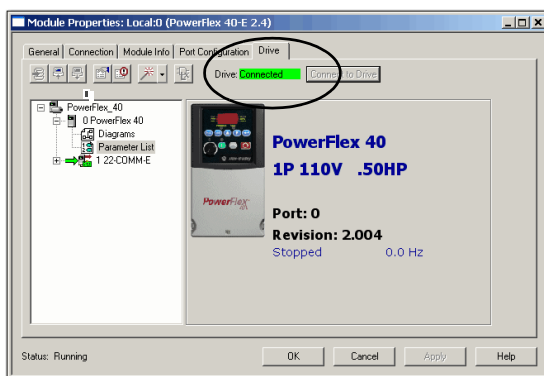 Module Properties: Local:0 (PowerFlex 40-E 2.4)
General Connection Module Info Port Configuration Drive
Drive: Connected Connect to Drive
PowerFlex_40
0 PowerFlex 40
Diagrams
Parameter List
1 22-COMM-E
PowerFlex
PowerFlex 40
1P 110V .50HP
Port: 0
Revision: 2.004
Stopped 0.0 Hz
Status: Running
OK Cancel Apply Help